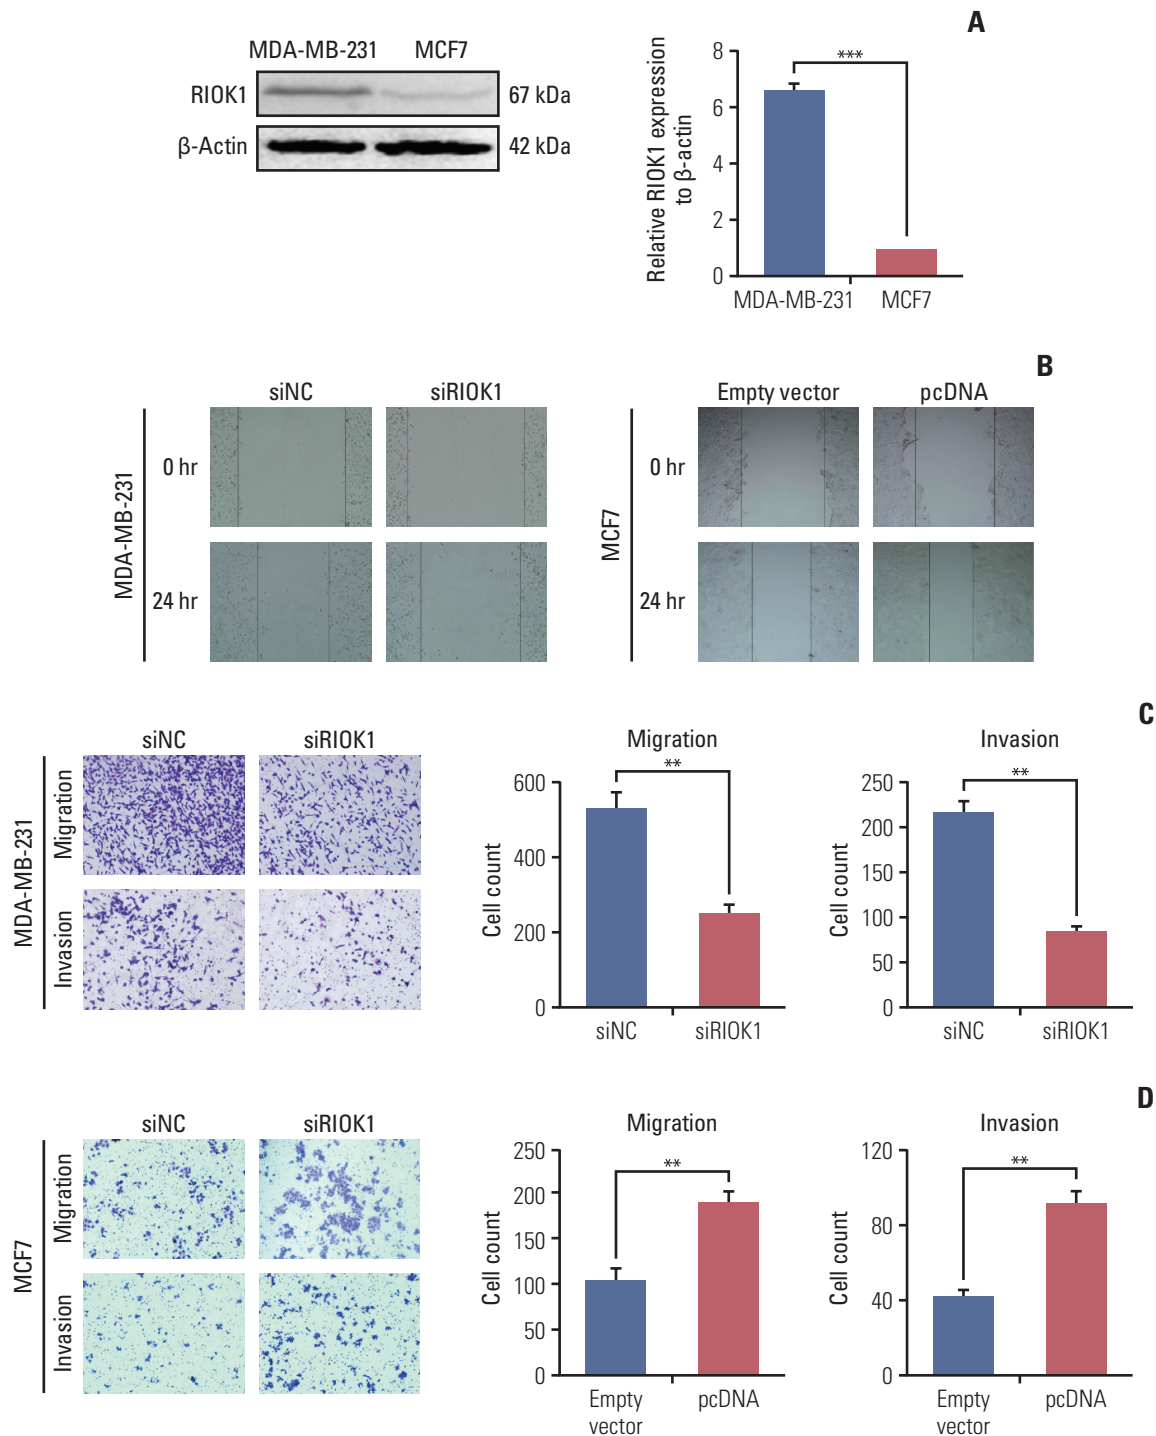 A
MDA-MB-231 MCF7
RIOK1 67 kDa
β-Actin 42 kDa
Relative RIOK1 expression
to β-actin
8
6
4
2
0
***
MDA-MB-231 MCF7
B
siNC siRIOK1
MDA-MB-231
0 hr
24 hr
Empty vector pcDNA
MCF7
0 hr
24 hr
C
siNC siRIOK1
MDA-MB-231
Migration
Invasion
Migration
Cell count
600
400
200
0
**
siNC siRIOK1
Invasion
Cell count
250
200
150
100
50
0
**
siNC siRIOK1
D
siNC siRIOK1
MCF7
Migration
Invasion
Migration
Cell count
250
200
150
100
50
0
**
Empty
vector
pcDNA
Invasion
Cell count
120
80
40
0
**
Empty
vector
pcDNA